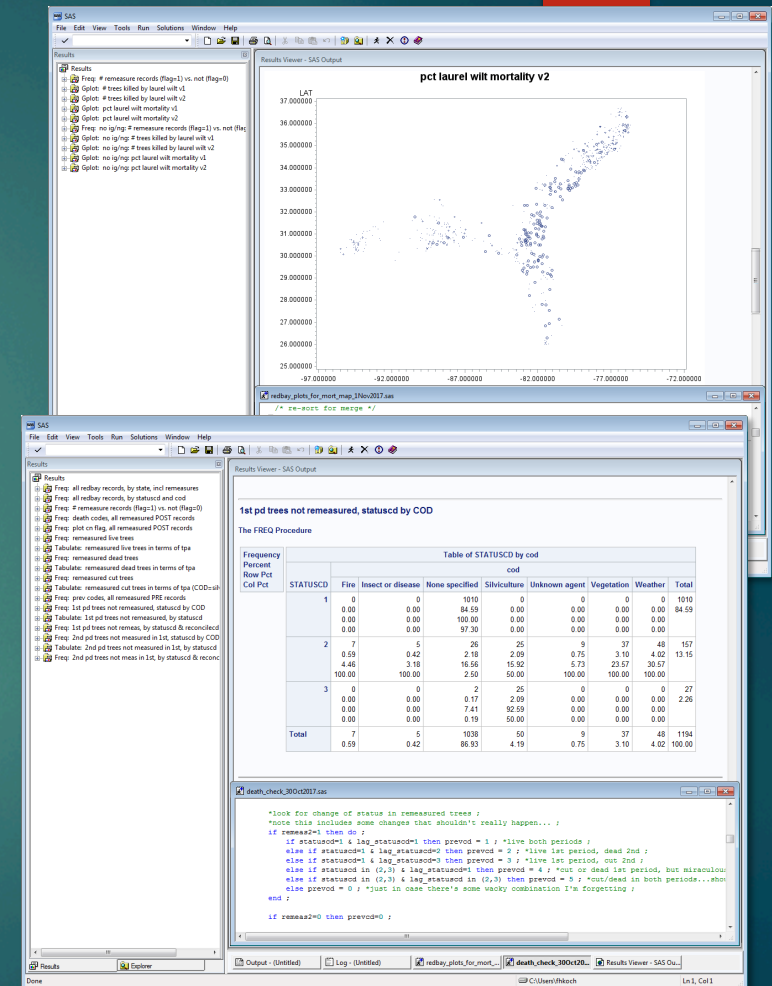 SAS
File Edit View Tools Run Solutions Window Help
Results
Results
Freq: # remeasure records (flag=1) vs. not (flag=0)
Gplot: # trees killed by laurel wilt v1
Gplot: # trees killed by laurel wilt v2
Gplot: pct laurel wilt mortality v1
Gplot: pct laurel wilt mortality v2
Freq: no ig/ng: # remeasure records (flag=1) vs. not (flag
Gplot: no ig/ng: # trees killed by laurel wilt v1
Gplot: no ig/ng: # trees killed by laurel wilt v2
Gplot: no ig/ng: pct laurel wilt mortality v1
Gplot: no ig/ng: pct laurel wilt mortality v2
Results Viewer - SAS Output
pct laurel wilt mortality v2
LAT
37.000000
36.000000
35.000000
34.000000
33.000000
32.000000
31.000000
30.000000
29.000000
28.000000
27.000000
26.000000
25.000000
-97.000000 -92.000000 -87.000000 -82.000000 -77.000000 -72.000000
redbay_plots_for_mort_map_1Nov2017.sas
/* re-sort for merge */
SAS
File Edit View Tools Run Solutions Window Help
Results
Results
Freq: all redbay records, by state, incl remeasures
Freq: all redbay records, by statuscd and cod
Freq: # remeasure records (flag=1) vs. not (flag=0)
Freq: death codes, all remeasured POST records
Freq: plot cn flag, all remeasured POST records
Freq: remeasured live trees
Tabulate: remeasured live trees in terms of tpa
Freq: remeasured dead trees
Tabulate: remeasured dead trees in terms of tpa
Freq: remeasured cut trees
Tabulate: remeasured cut trees in terms of tpa (COD=silv
Freq: prev codes, all remeasured PRE records
Freq: 1st pd trees not remeasured, statuscd by COD
Tabulate: 1st pd trees not remeasured, by statuscd
Freq: 1st pd trees not remeas, by statuscd & reconcilecd
Freq: 2nd pd trees not measured in 1st, statuscd by COD
Tabulate: 2nd pd trees not measured in 1st, by statuscd
Freq: 2nd pd trees not meas in 1st, by statuscd & reconc
Results Viewer - SAS Output
1st pd trees not remeasured, statuscd by COD
The FREQ Procedure
Frequency
Percent
Row Pct
Col Pct
Table of STATUSCD by cod
cod
STATUSCD Fire Insect or disease None specified Silviculture Unknown agent Vegetation Weather Total
1 0 0 1010 0 0 0 0 1010
0.00 0.00 84.59 0.00 0.00 0.00 0.00 84.59
0.00 0.00 100.00 0.00 0.00 0.00 0.00
0.00 0.00 97.30 0.00 0.00 0.00 0.00
2 7 5 26 25 9 37 48 157
0.59 0.42 2.18 2.09 0.75 3.10 4.02 13.15
4.46 3.18 16.56 15.92 5.73 23.57 30.57
100.00 100.00 2.50 50.00 100.00 100.00 100.00
3 0 0 2 25 0 0 0 27
0.00 0.00 0.17 2.09 0.00 0.00 0.00 2.26
0.00 0.00 7.41 92.59 0.00 0.00 0.00
0.00 0.00 0.19 50.00 0.00 0.00 0.00
Total 7 5 1038 50 9 37 48 1194
0.59 0.42 86.93 4.19 0.75 3.10 4.02 100.00
death_check_30Oct2017.sas
*look for change of status in remeasured trees ;
*note this includes some changes that shouldn't really happen... ;
if remeas2=1 then do ;
if statuscd=1 & lag_statuscd=1 then prevcd = 1 ; *live both periods ;
else if statuscd=1 & lag_statuscd=2 then prevcd = 2 ; *live 1st period, dead 2nd ;
else if statuscd=1 & lag_statuscd=3 then prevcd = 3 ; *live 1st period, cut 2nd ;
else if statuscd in (2,3) & lag_statuscd=1 then prevcd = 4 ; *cut or dead 1st period, but miraculou
else if statuscd in (2,3) & lag_statuscd in (2,3) then prevcd = 5 ; *cut/dead in both periods...shou
else prevcd = 0 ; *just in case there's some wacky combination I'm forgetting ;
end ;
if remeas2=0 then prevcd=0 ;
Results Explorer
Output - (Untitled) Log - (Untitled) redbay_plots_for_mort_... death_check_30Oct20... Results Viewer - SAS Ou...
Done C:\Users\fhkoch Ln 1, Col 1